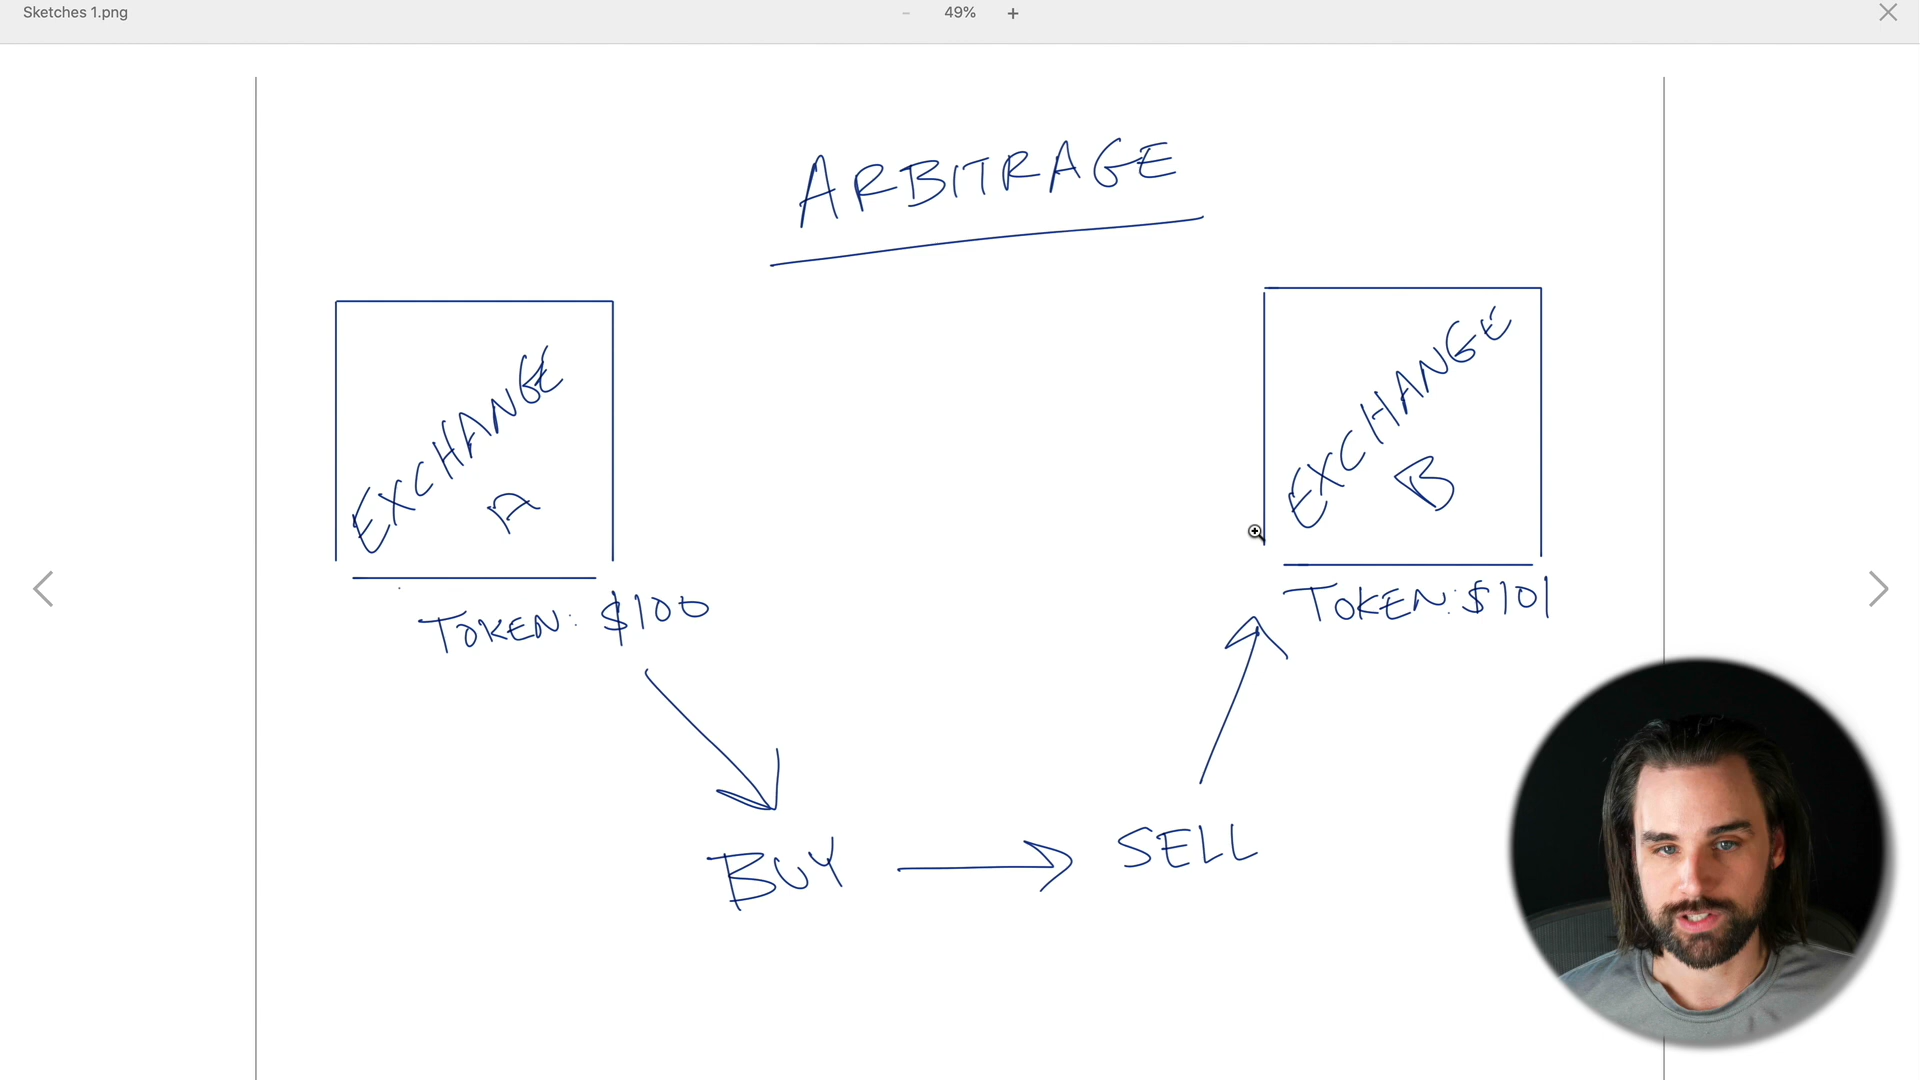 Sketches 1.png
− 49% +
ARBITRAGE
EXCHANGE
A
TOKEN: $100
EXCHANGE
B
TOKEN: $101
BUY
SELL